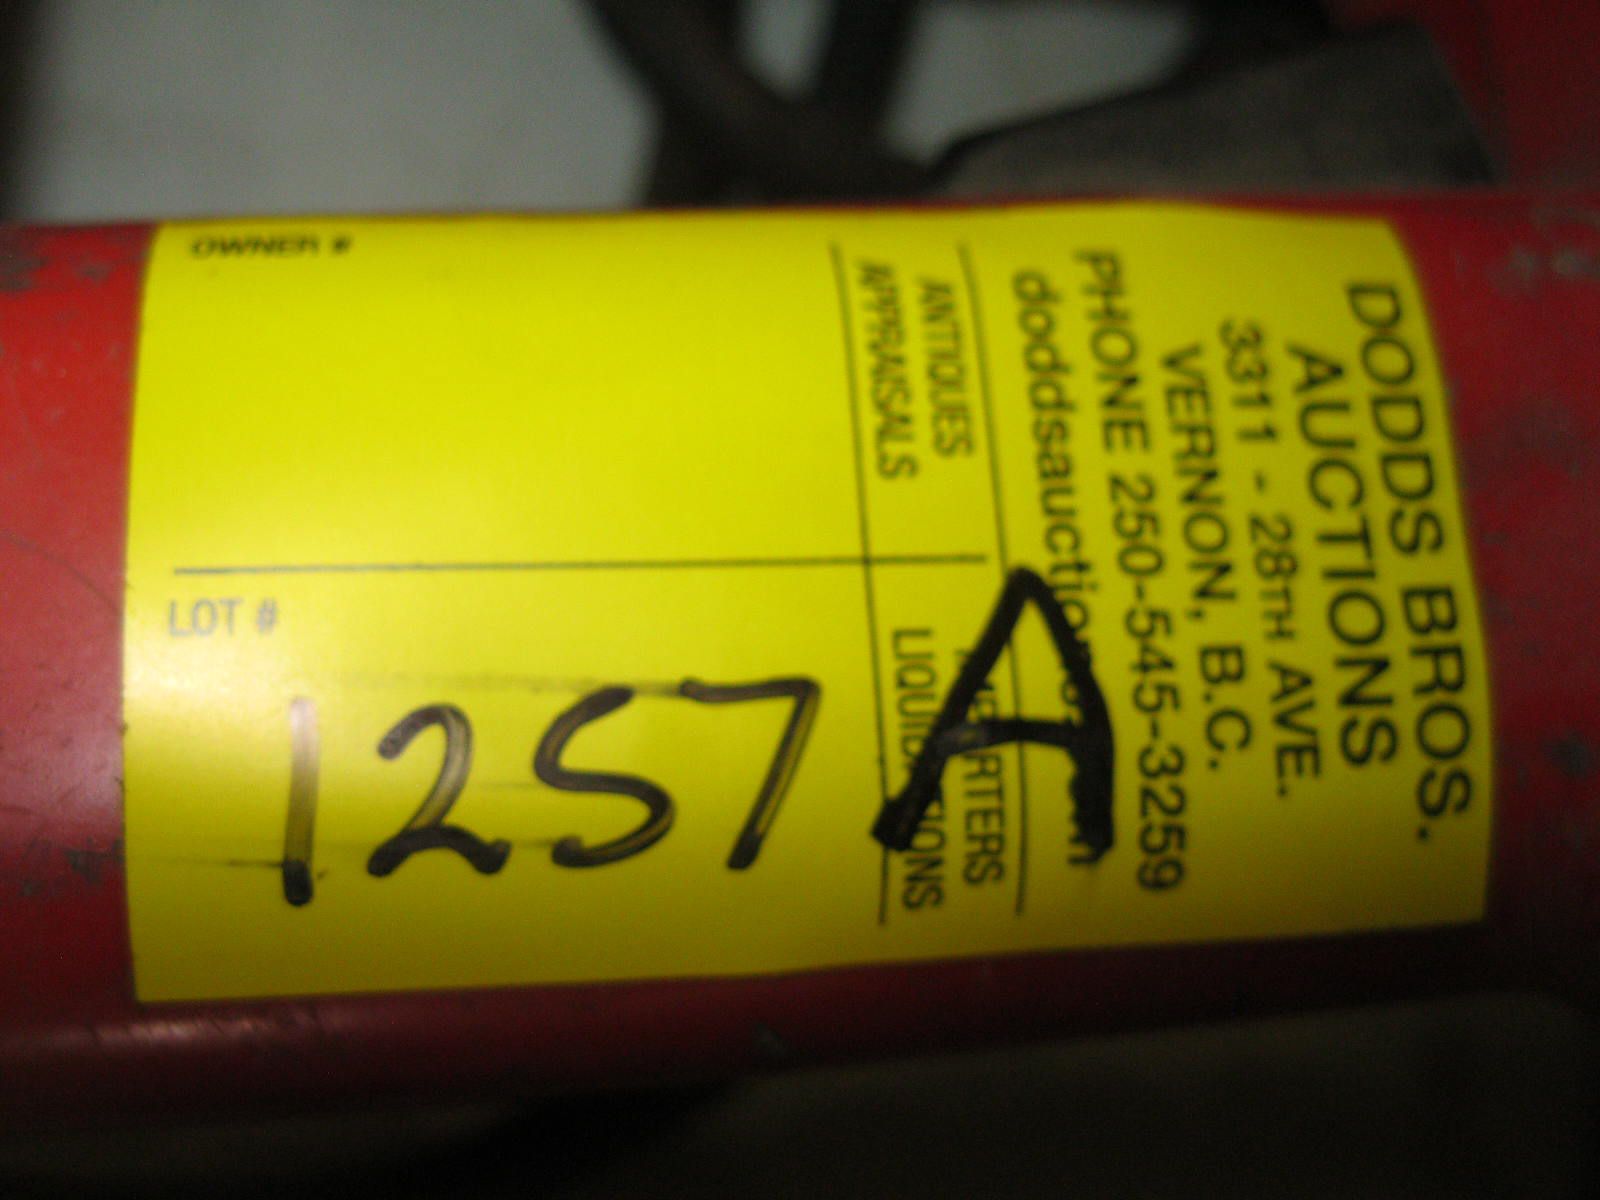 DODDS BROS.
AUCTIONS
3311 - 28TH AVE.
VERNON, B.C.
PHONE 250-545-3259
ANTIQUES
APPRAISALS
LIQUIDATIONS
OWNER #
LOT #
1257A